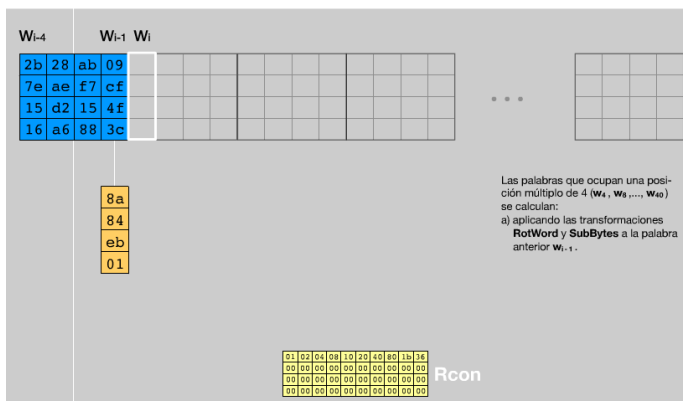 Wi-4 Wi-1 Wi
2b 28 ab 09
7e ae f7 cf
15 d2 15 4f
16 a6 88 3c
...
8a
84
eb
01
Las palabras que ocupan una posi-
ción múltiplo de 4 (w4, w8,..., w40)
se calculan:
a) aplicando las transformaciones
RotWord y SubBytes a la palabra
anterior wi-1.
01 02 04 08 10 20 40 80 1b 36
00 00 00 00 00 00 00 00 00 00
00 00 00 00 00 00 00 00 00 00
00 00 00 00 00 00 00 00 00 00
Rcon